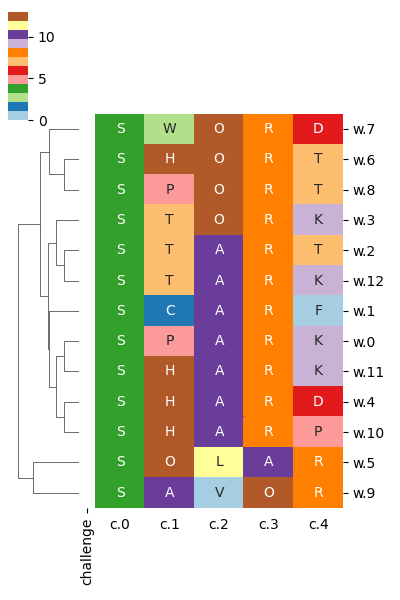 10
5
0
S W O R D w.7
S H O R T w.6
S P O R T w.8
S T O R K w.3
S T A R T w.2
S T A R K w.12
S C A R F w.1
S P A R K w.0
S H A R K w.11
S H A R D w.4
S H A R P w.10
S O L A R w.5
S A V O R w.9
c.0 c.1 c.2 c.3 c.4
challenge